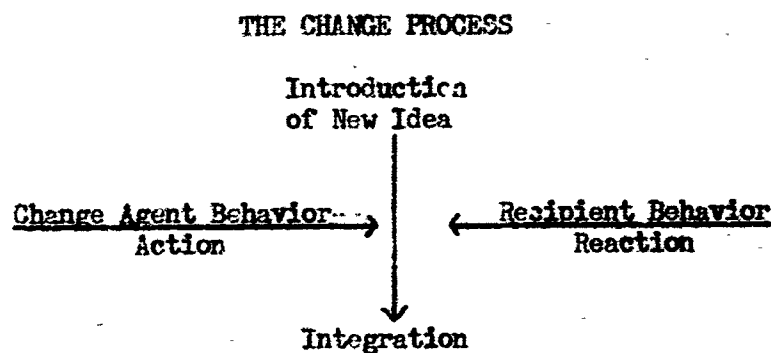 THE CHANGE PROCESS
Introduction
of New Idea
Change Agent Behavior
Action
Recipient Behavior
Reaction
Integration